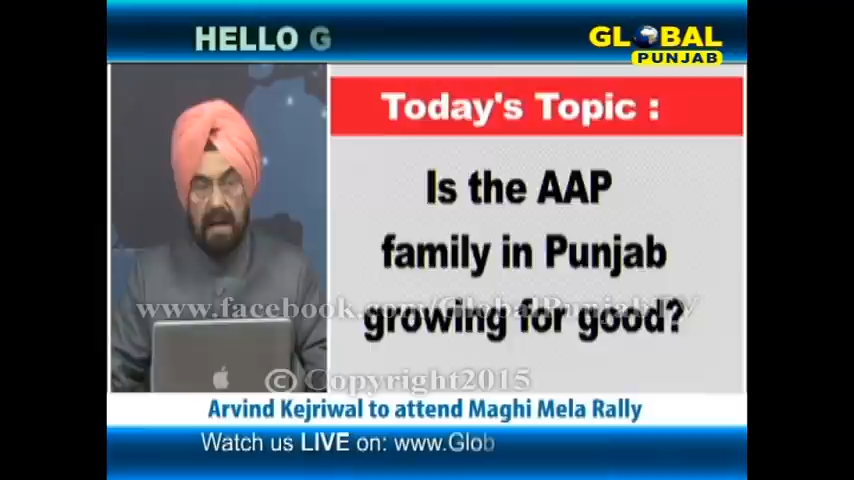 HELLO G
GLOBAL
PUNJAB
Today's Topic :
Is the AAP
family in Punjab
growing for good?
www.facebook.com/GlobalPunjabTV
© Copyright2015
Arvind Kejriwal to attend Maghi Mela Rally
Watch us LIVE on: www.Glob